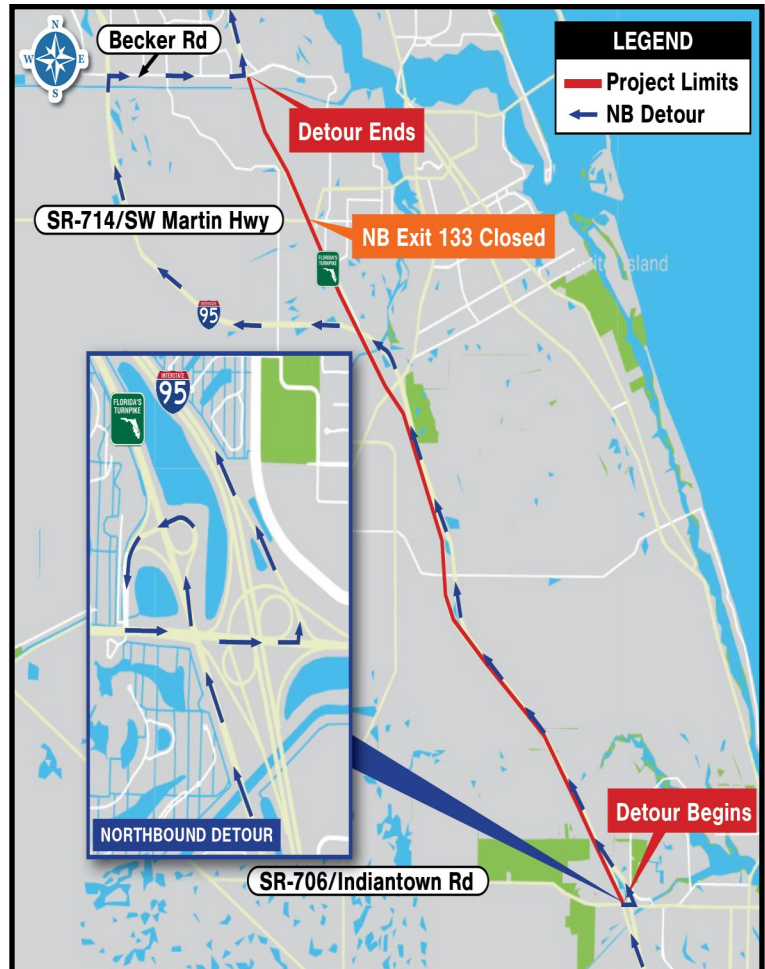 N
W E
S
Becker Rd
LEGEND
Project Limits
NB Detour
Detour Ends
SR-714/SW Martin Hwy
NB Exit 133 Closed
FLORIDA'S
TURNPIKE
Island
INTERSTATE
95
INTERSTATE
95
FLORIDA'S
TURNPIKE
Detour Begins
NORTHBOUND DETOUR
SR-706/Indiantown Rd